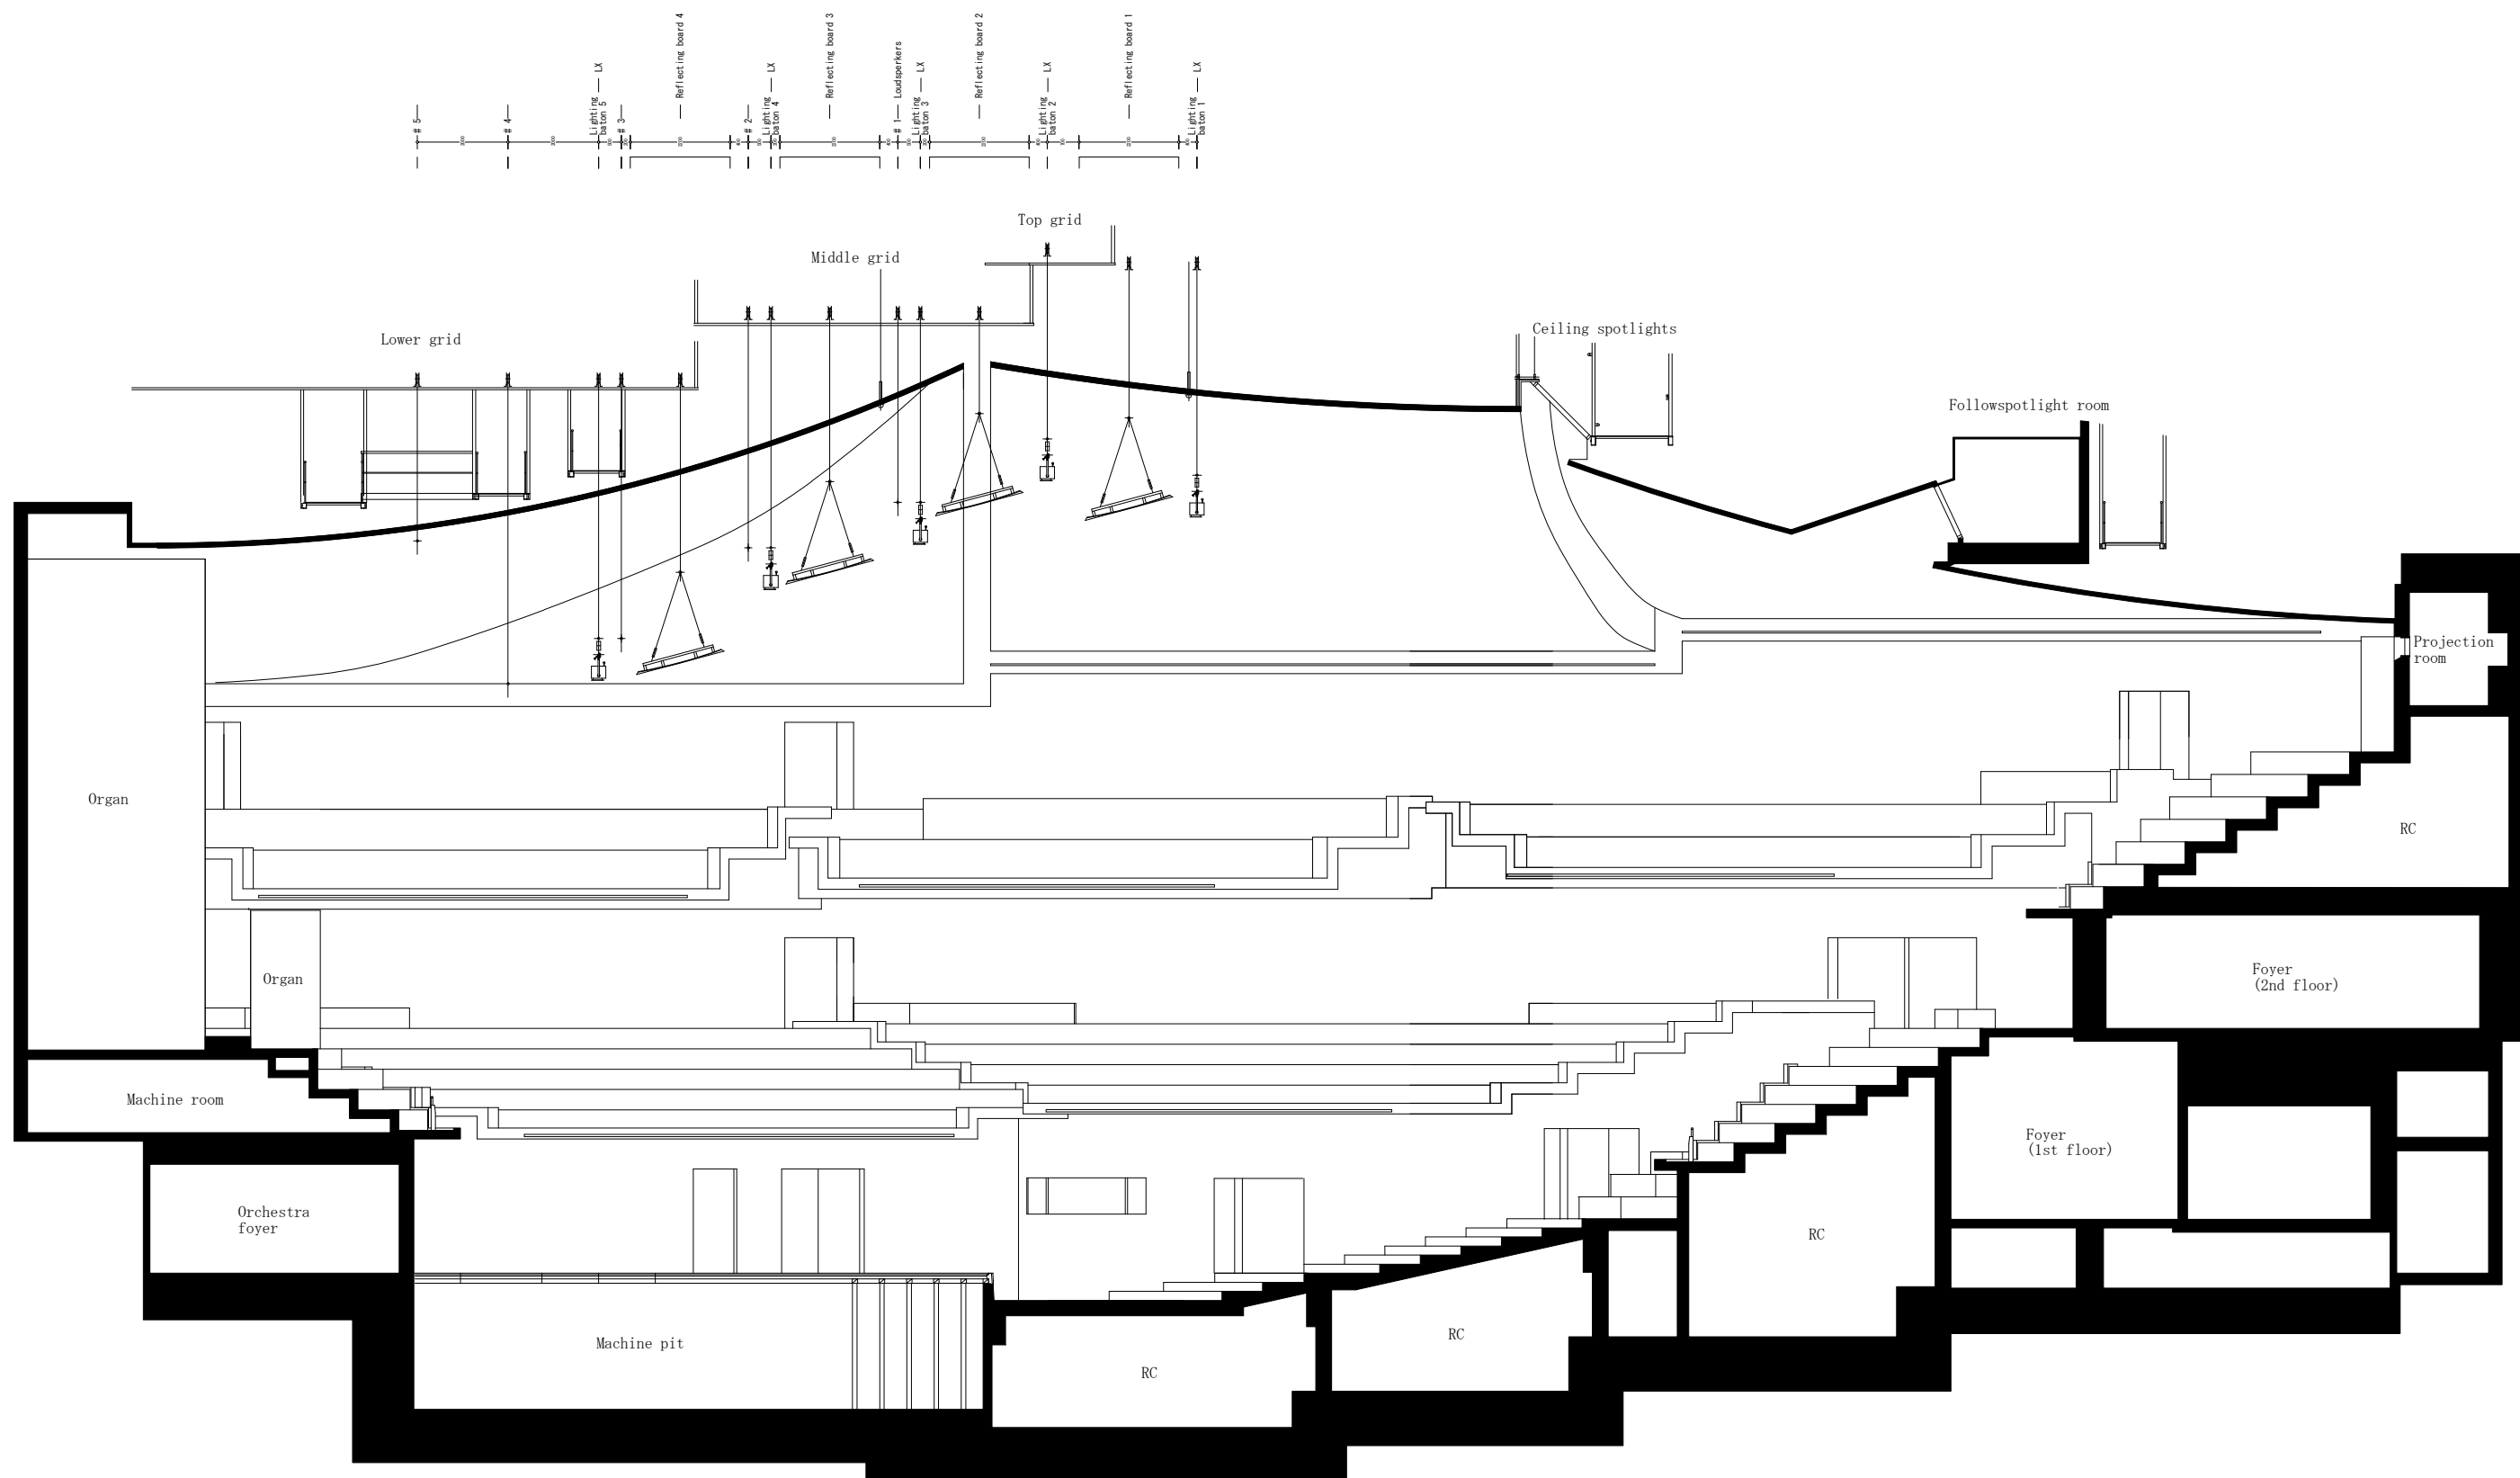 Reflecting board 4
Reflecting board 3
Reflecting board 2
Reflecting board 1
Loudsperkers
LX
LX
LX
LX
LX
# 5
# 4
Lighting
baton 5
# 3
# 2
Lighting
baton 4
# 1
Lighting
baton 3
Lighting
baton 2
Lighting
baton 1
Top grid
Middle grid
Lower grid
Ceiling spotlights
Followspotlight room
Projection
room
Organ
RC
Organ
Foyer
(2nd floor)
Machine room
Foyer
(1st floor)
Orchestra
foyer
RC
Machine pit
RC
RC